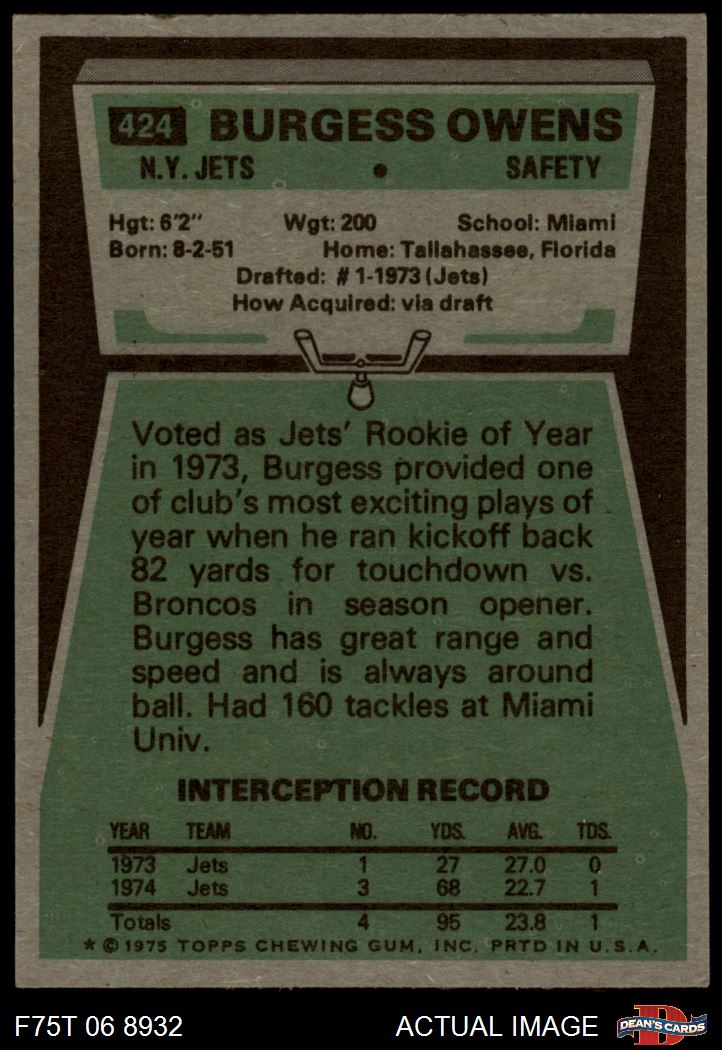 424 BURGESS OWENS
N.Y. JETS • SAFETY
Hgt: 6'2" Wgt: 200 School: Miami
Born: 8-2-51 Home: Tallahassee, Florida
Drafted: # 1-1973 (Jets)
How Acquired: via draft
Voted as Jets' Rookie of Year
in 1973, Burgess provided one
of club's most exciting plays of
year when he ran kickoff back
82 yards for touchdown vs.
Broncos in season opener.
Burgess has great range and
speed and is always around
ball. Had 160 tackles at Miami
Univ.
INTERCEPTION RECORD
YEAR TEAM NO. YDS. AVG. TDS.
1973 Jets 1 27 27.0 0
1974 Jets 3 68 22.7 1
Totals 4 95 23.8 1
* © 1975 TOPPS CHEWING GUM, INC. PRTD IN U.S.A.
F75T 06 8932 ACTUAL IMAGE D DEAN'S CARDS